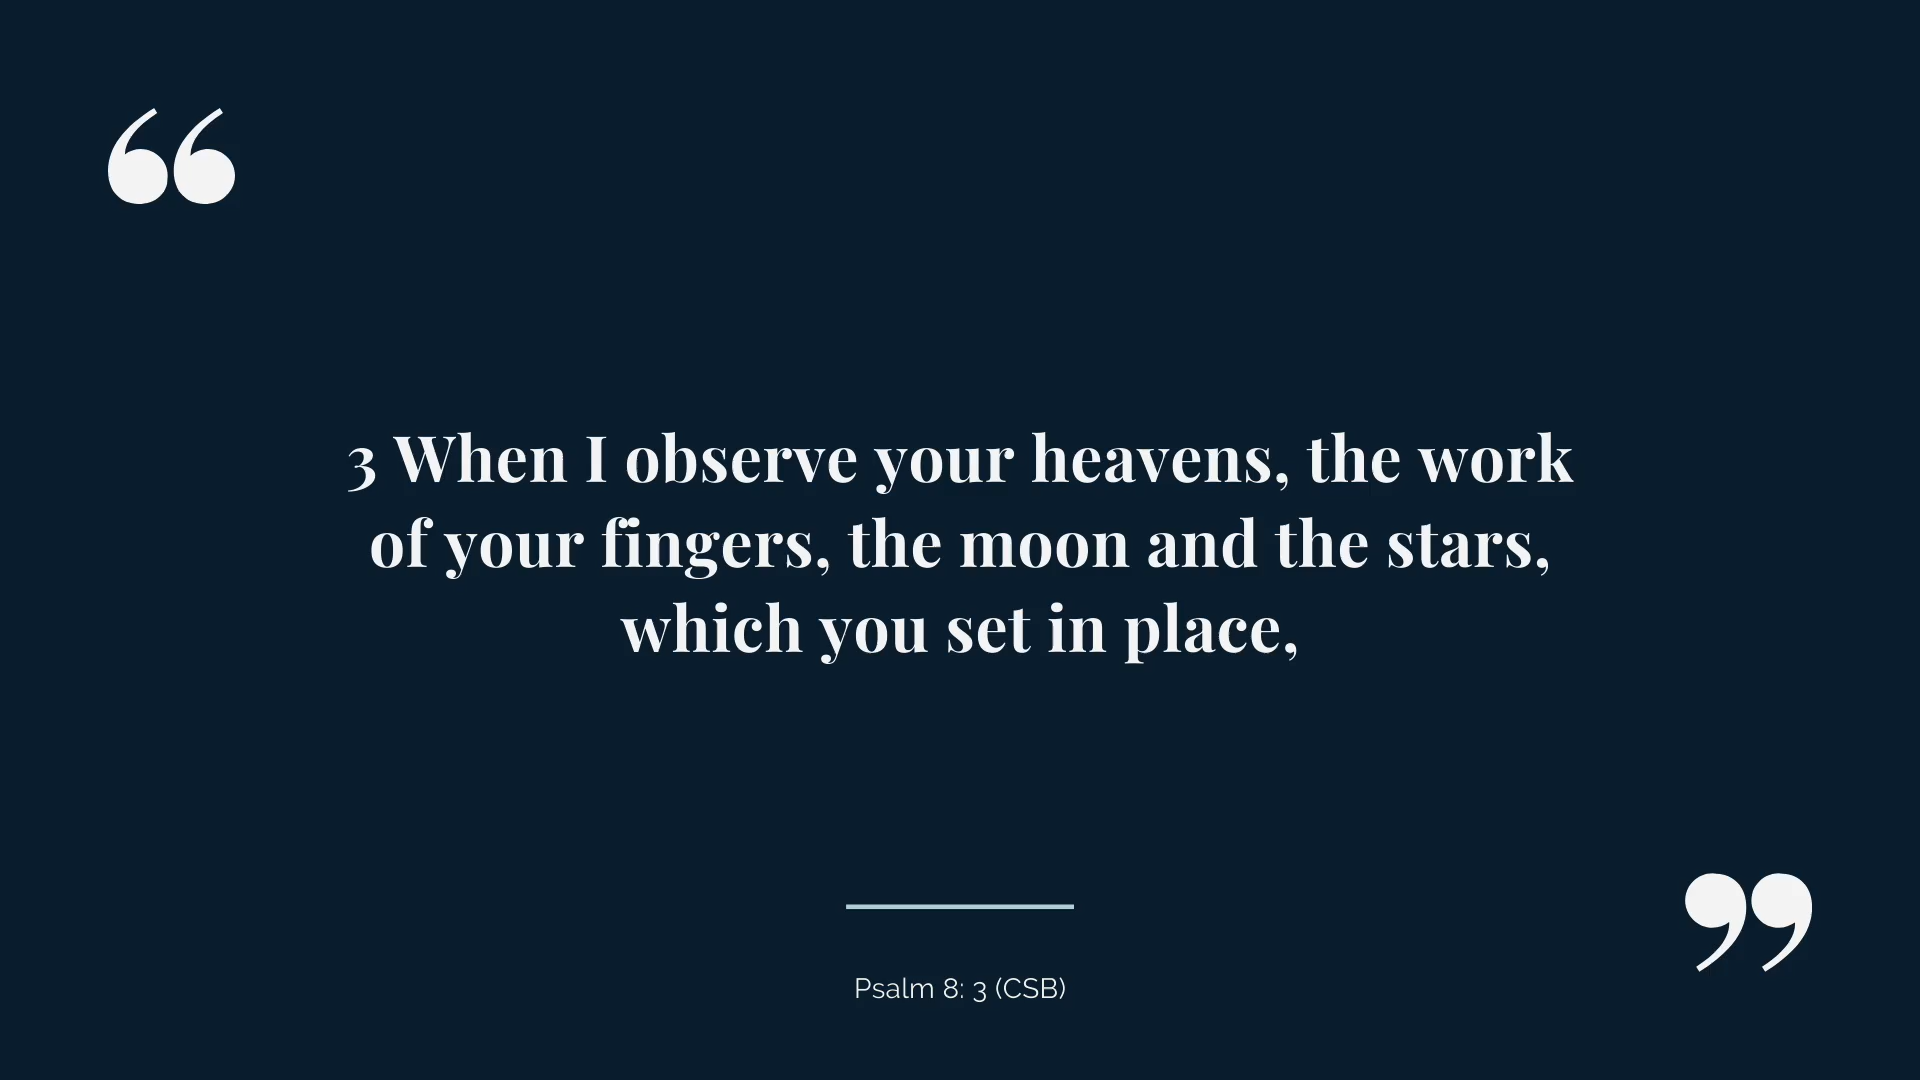 “
3 When I observe your heavens, the work
of your fingers, the moon and the stars,
which you set in place,
”
Psalm 8: 3 (CSB)